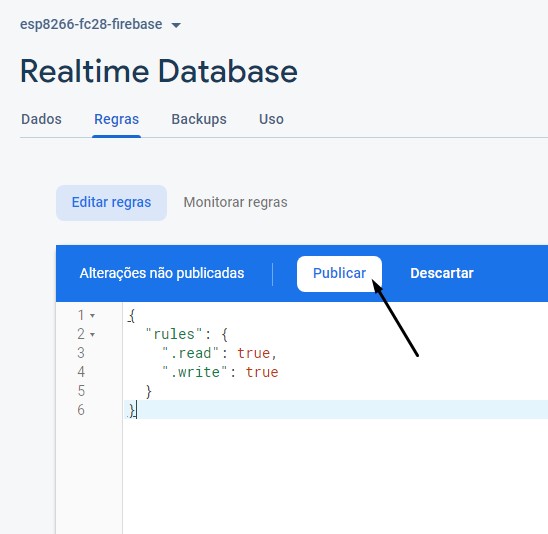 esp8266-fc28-firebase
Realtime Database
Dados Regras Backups Uso
Editar regras Monitorar regras
Alterações não publicadas Publicar Descartar
1 {
2 "rules": {
3 ".read": true,
4 ".write": true
5 }
6 }